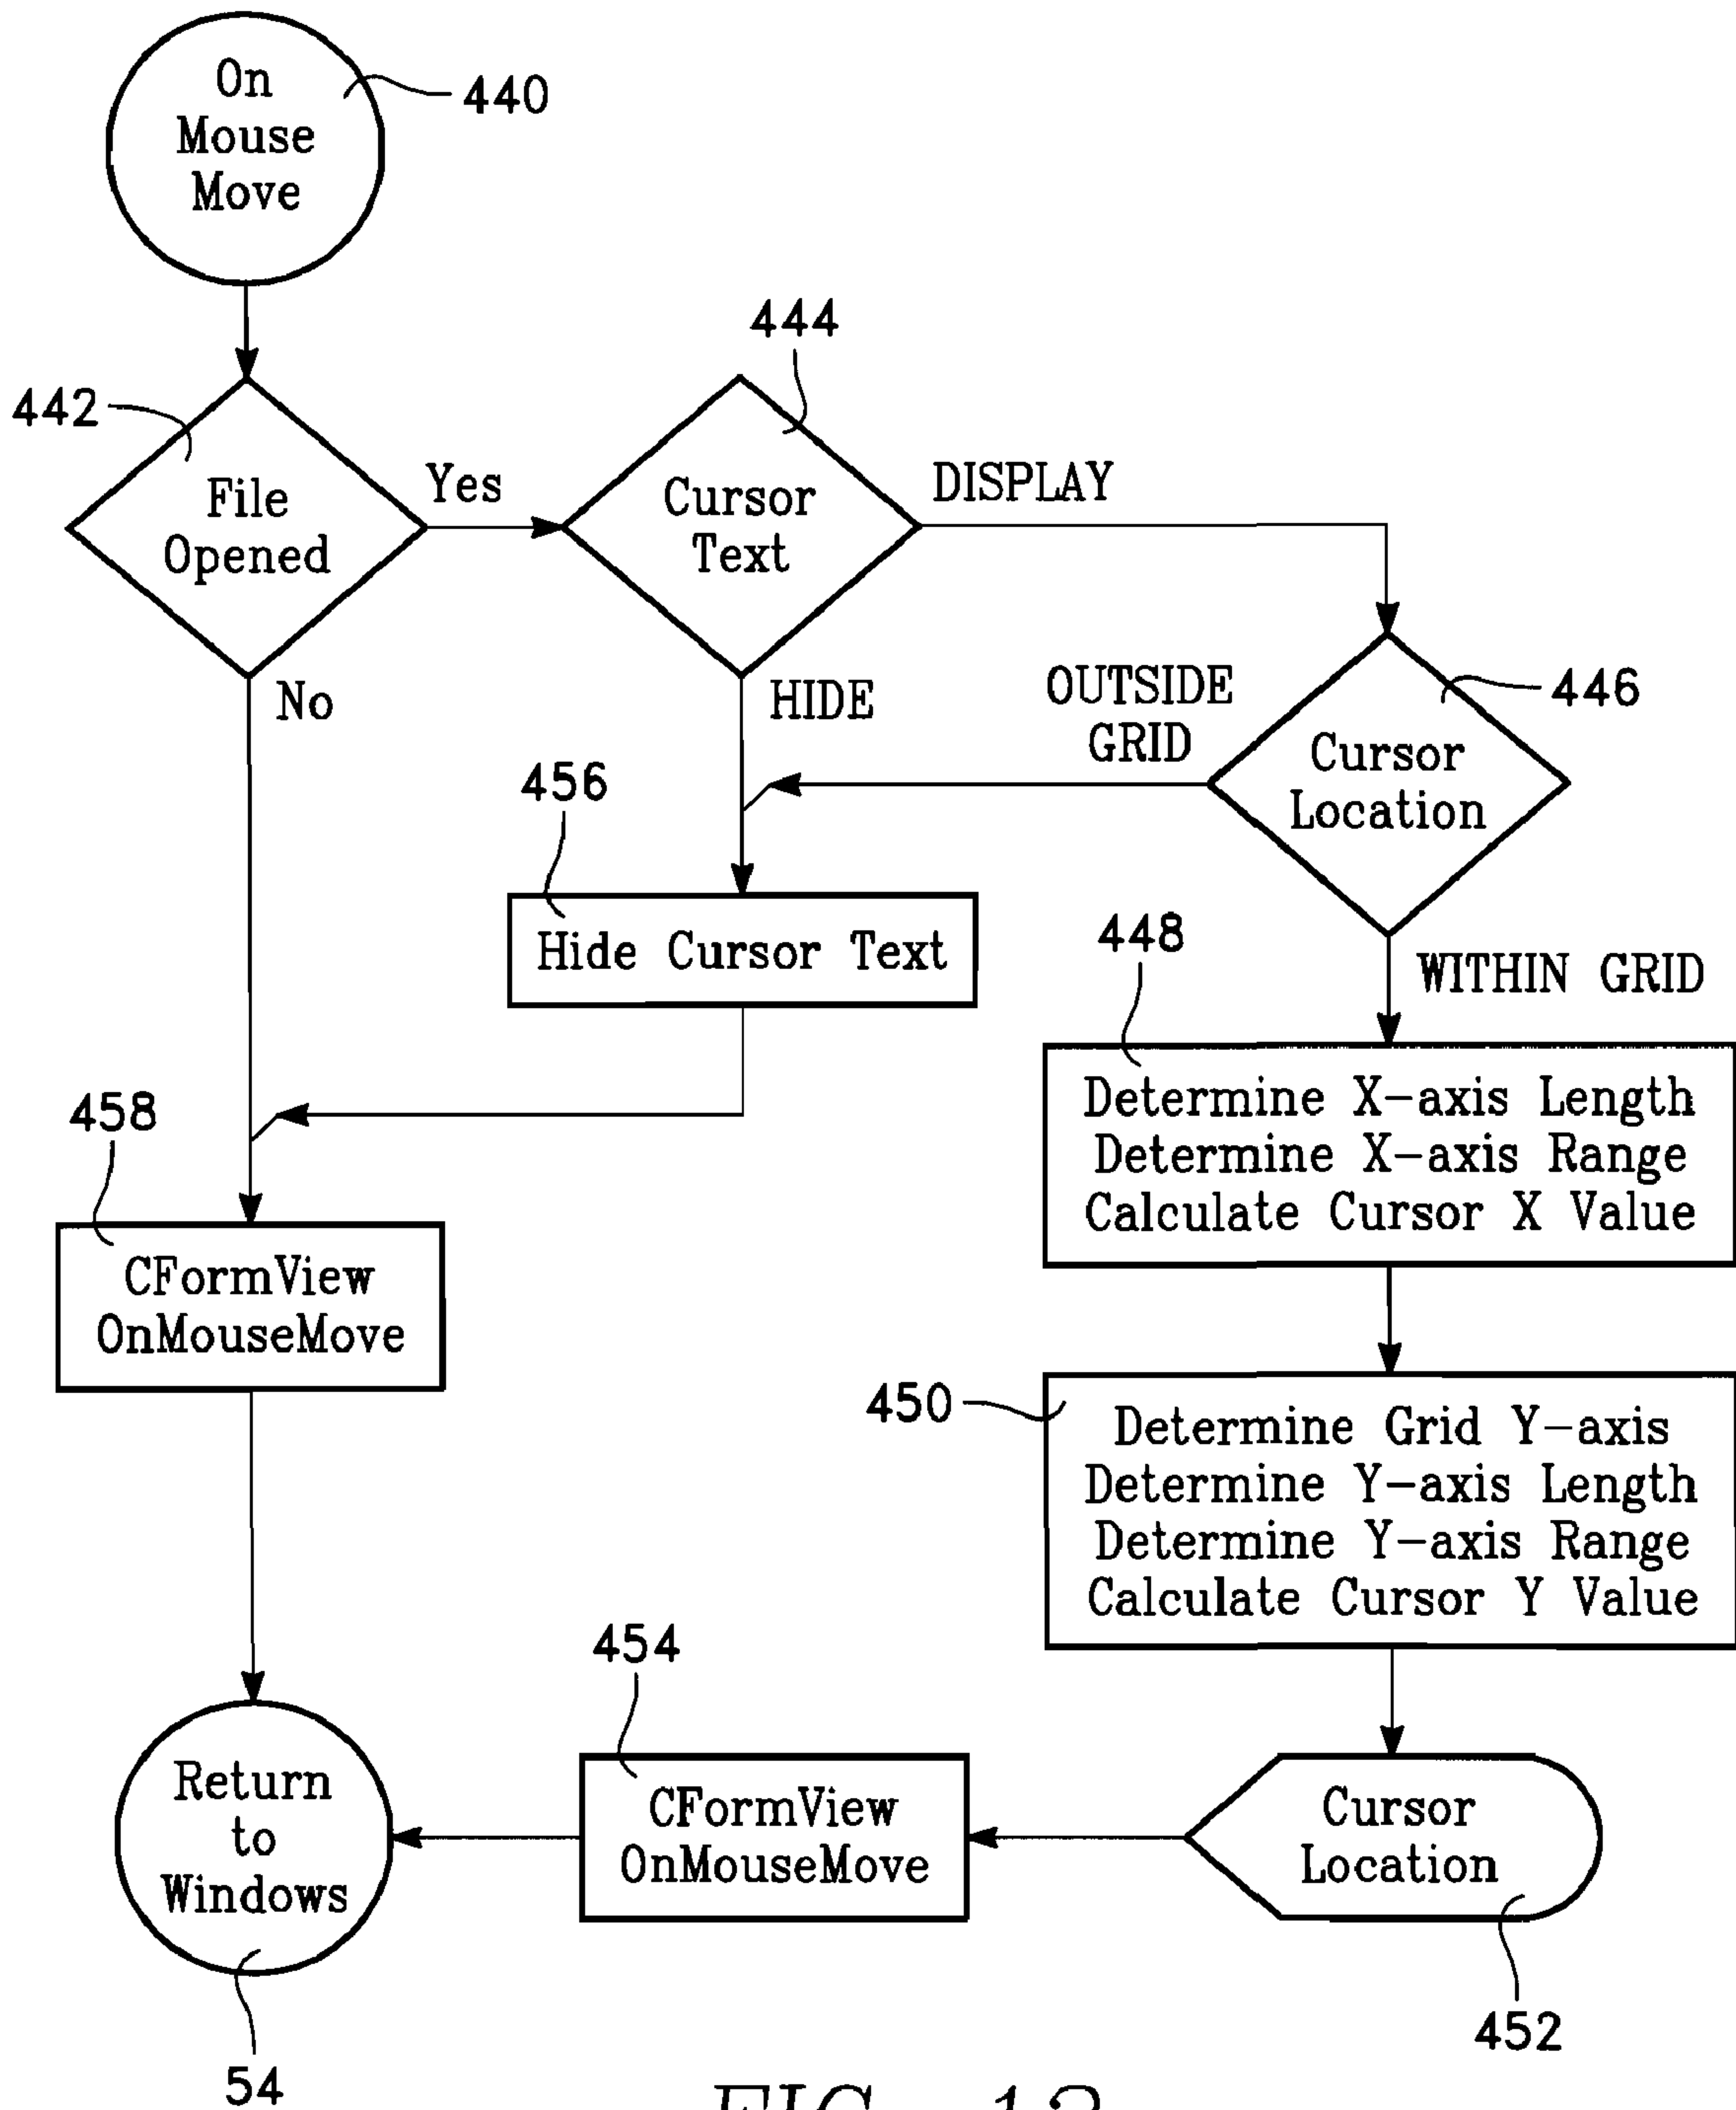 On
Mouse
Move
440
444
442
File
Opened
Yes
Cursor
Text
DISPLAY
No
HIDE
OUTSIDE
GRID
446
Cursor
Location
456
Hide Cursor Text
448
WITHIN GRID
458
Determine X-axis Length
Determine X-axis Range
Calculate Cursor X Value
CFormView
OnMouseMove
450
Determine Grid Y-axis
Determine Y-axis Length
Determine Y-axis Range
Calculate Cursor Y Value
454
Return
to
Windows
CFormView
OnMouseMove
Cursor
Location
452
54